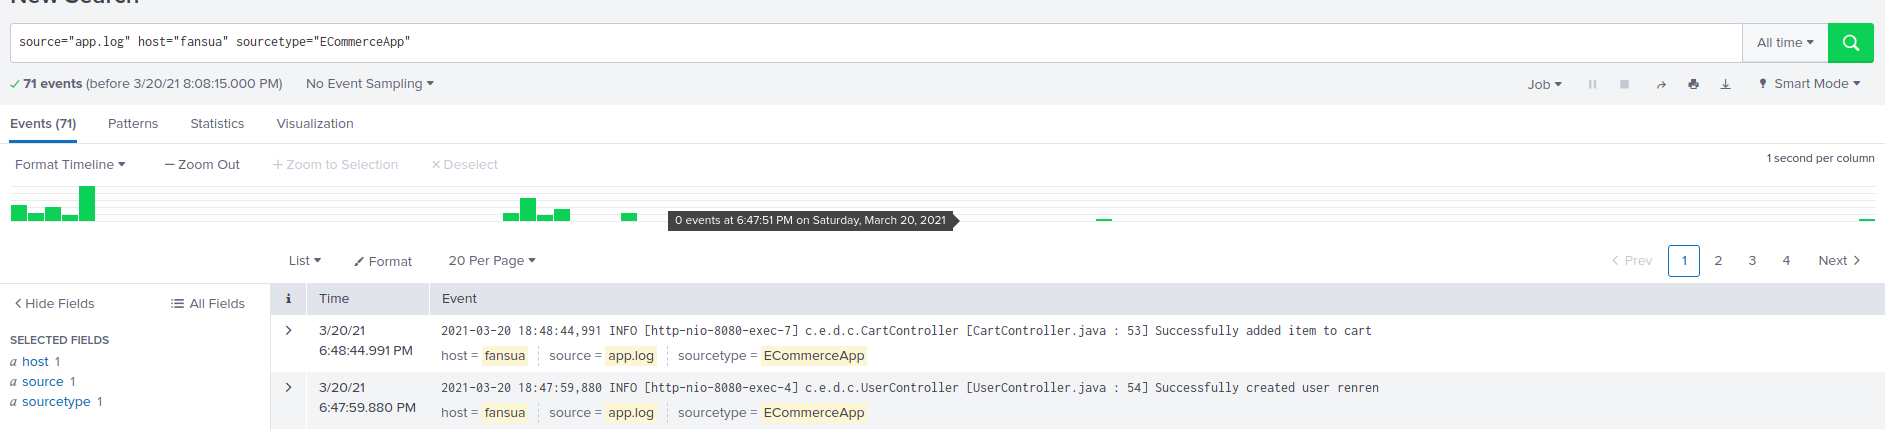 New Search
source="app.log" host="fansua" sourcetype="ECommerceApp"
All time
71 events (before 3/20/21 8:08:15.000 PM)
No Event Sampling
Job
Smart Mode
Events (71)
Patterns
Statistics
Visualization
Format Timeline
Zoom Out
Zoom to Selection
Deselect
1 second per column
0 events at 6:47:51 PM on Saturday, March 20, 2021
List
Format
20 Per Page
Prev
1
2
3
4
Next
Hide Fields
All Fields
i
Time
Event
SELECTED FIELDS
a host 1
a source 1
a sourcetype 1
3/20/21
6:48:44.991 PM
2021-03-20 18:48:44,991 INFO [http-nio-8080-exec-7] c.e.d.c.CartController [CartController.java : 53] Successfully added item to cart
host = fansua
source = app.log
sourcetype = ECommerceApp
3/20/21
6:47:59.880 PM
2021-03-20 18:47:59,880 INFO [http-nio-8080-exec-4] c.e.d.c.UserController [UserController.java : 54] Successfully created user renren
host = fansua
source = app.log
sourcetype = ECommerceApp